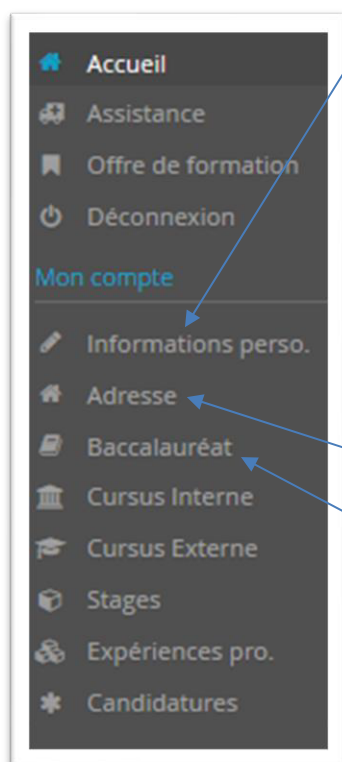 Accueil
Assistance
Offre de formation
Déconnexion
Mon compte
Informations perso.
Adresse
Baccalauréat
Cursus Interne
Cursus Externe
Stages
Expériences pro.
Candidatures